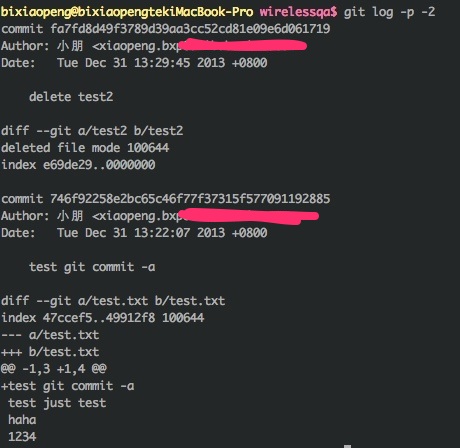 bixiaopeng@bixiaopengtekiMacBook-Pro wirelessqa$ git log -p -2
commit fa7fd8d49f3789d39aa3cc52cd81e09e6d061719
Author: 小朋 <xiaopeng.bxp
Date:   Tue Dec 31 13:29:45 2013 +0800
delete test2
diff --git a/test2 b/test2
deleted file mode 100644
index e69de29..0000000
commit 746f92258e2bc65c46f77f37315f577091192885
Author: 小朋 <xiaopeng.bxp
Date:   Tue Dec 31 13:22:07 2013 +0800
test git commit -a
diff --git a/test.txt b/test.txt
index 47ccef5..49912f8 100644
--- a/test.txt
+++ b/test.txt
@@ -1,3 +1,4 @@
+test git commit -a
test just test
haha
1234